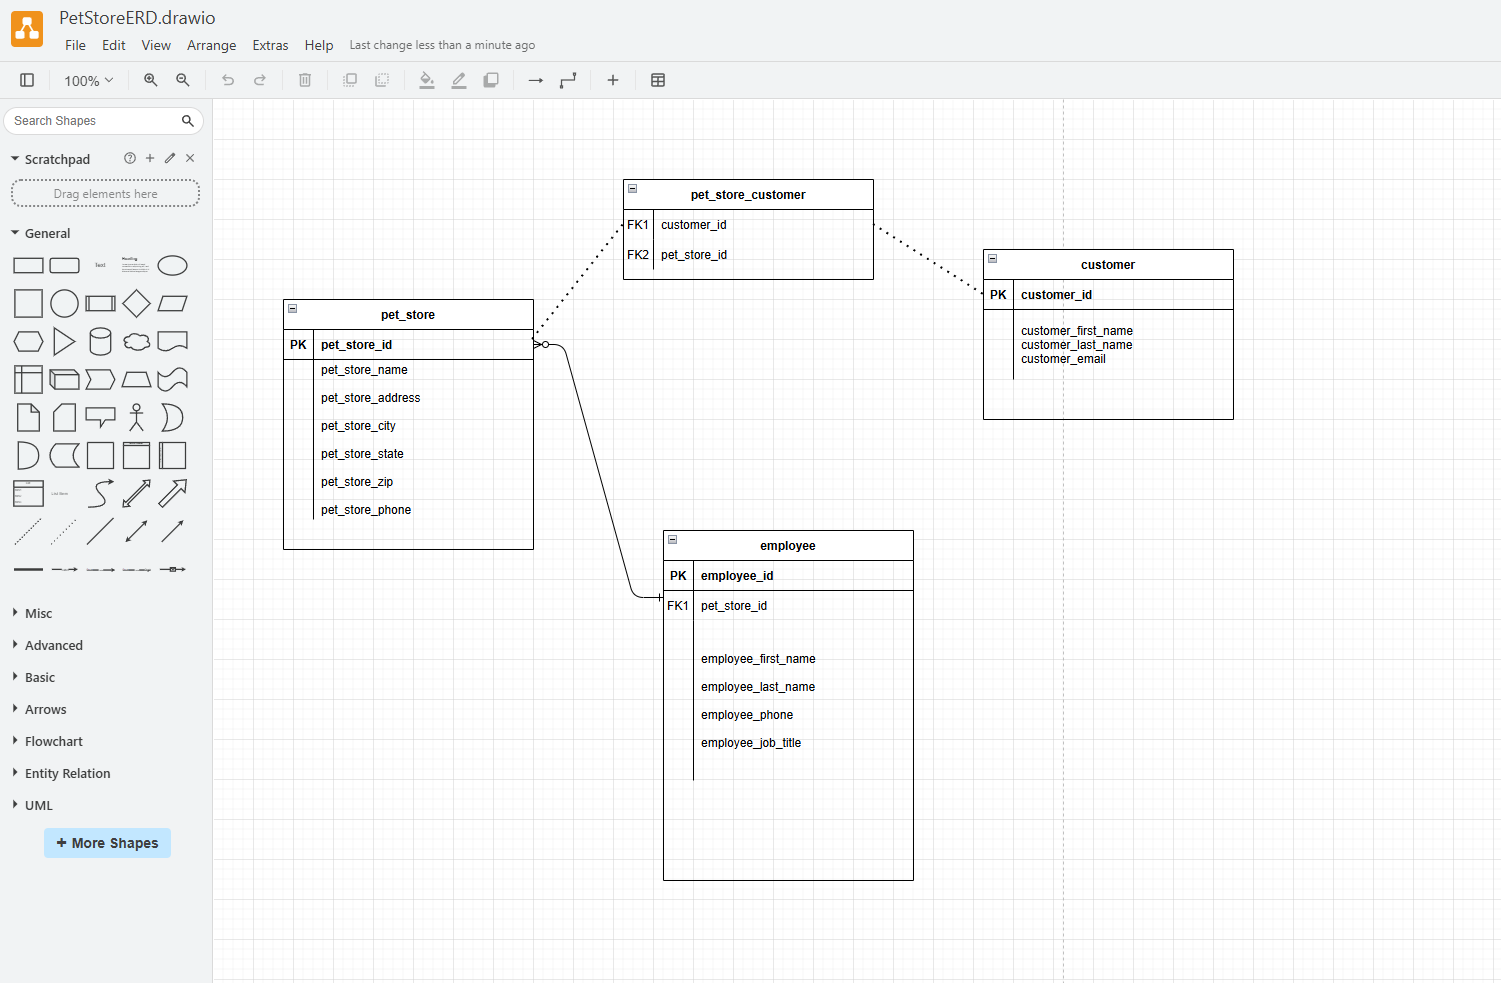 PetStoreERD.drawio
File Edit View Arrange Extras Help Last change less than a minute ago
100%
Search Shapes
Scratchpad
Drag elements here
General
Text
Heading
List Item
Misc
Advanced
Basic
Arrows
Flowchart
Entity Relation
UML
+ More Shapes
pet_store_customer
FK1 customer_id
FK2 pet_store_id
customer
PK customer_id
customer_first_name
customer_last_name
customer_email
pet_store
PK pet_store_id
pet_store_name
pet_store_address
pet_store_city
pet_store_state
pet_store_zip
pet_store_phone
employee
PK employee_id
FK1 pet_store_id
employee_first_name
employee_last_name
employee_phone
employee_job_title